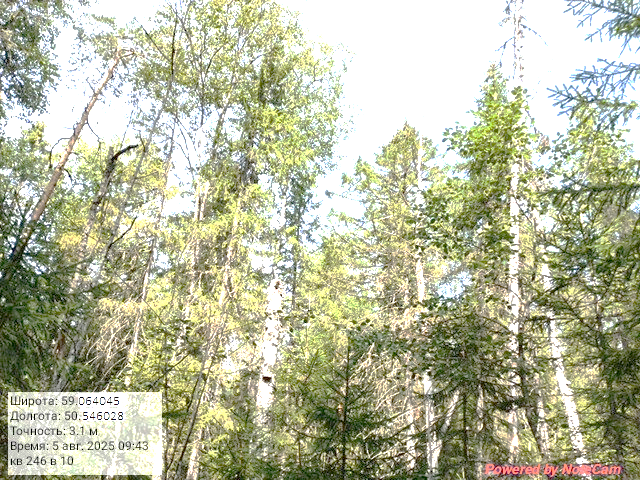 Широта: 59,064045
Долгота: 50,546028
Точность: 3.1 м
Время: 5 авг. 2025 09:43
кв 246 в 10
Powered by NoteCam